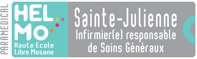 PARAMEDICAL
HEL
MO
Haute Ecole
Libre Mosane
Sainte-Julienne
Infirmier(e) responsable
de Soins Généraux